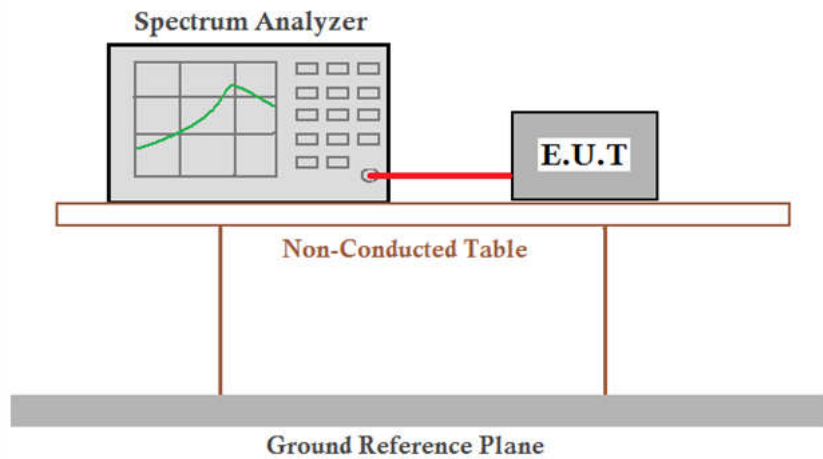 Spectrum Analyzer
E.U.T
Non-Conducted Table
Ground Reference Plane